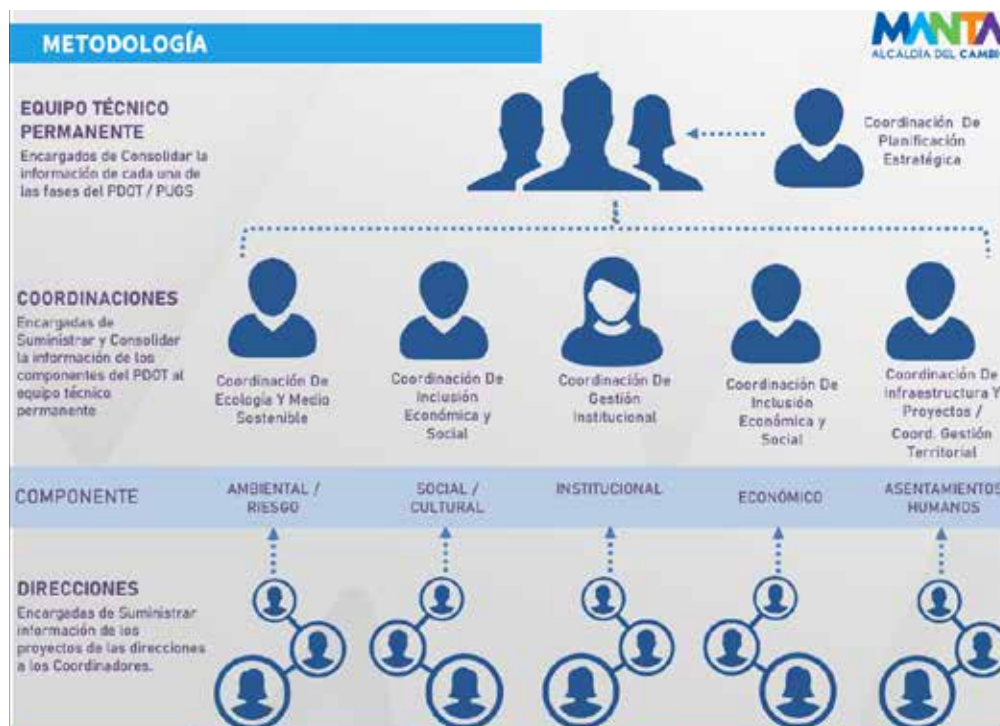 METODOLOGÍA
MANTA
ALCALDÍA DEL CAMBIO
EQUIPO TÉCNICO
PERMANENTE
Encargados de Consolidar la
información de cada una de
las fases del PDOT / PUGS
Coordinación De
Planificación
Estratégica
COORDINACIONES
Encargadas de
Suministrar y Consolidar
la información de los
componentes del PDOT al
equipo técnico
permanente
Coordinación De
Ecología Y Medio
Sostenible
Coordinación De
Inclusión
Económica y
Social
Coordinación De
Gestión
Institucional
Coordinación De
Inclusión
Económica y
Social
Coordinación De
Infraestructura Y
Proyectos /
Coord. Gestión
Territorial
COMPONENTE
AMBIENTAL /
RIESGO
SOCIAL /
CULTURAL
INSTITUCIONAL
ECONÓMICO
ASENTAMIENTOS
HUMANOS
DIRECCIONES
Encargadas de Suministrar
información de los
proyectos de las direcciones
a los Coordinadores.